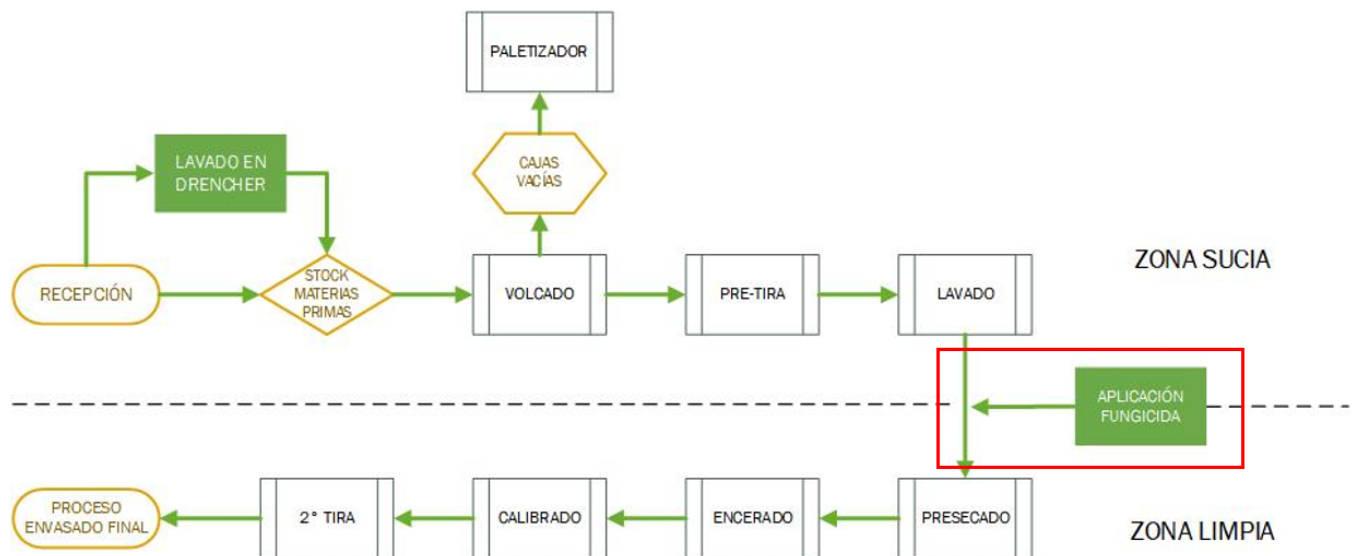 PALETIZADOR
LAVADO EN
DRENCHER
CAJAS
VACÍAS
ZONA SUCIA
RECEPCIÓN
STOCK
MATERIAS
PRIMAS
VOLCADO
PRE-TIRA
LAVADO
APLICACIÓN
FUNGICIDA
PROCESO
ENVASADO FINAL
2° TIRA
CALIBRADO
ENCERADO
PRESECADO
ZONA LIMPIA